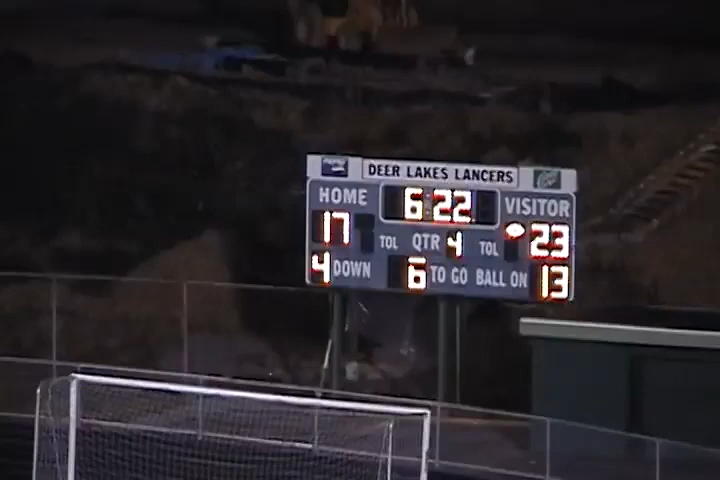 DEER LAKES LANCERS
HOME 6:22 VISITOR
17 TOL QTR 4 TOL 23
4 DOWN 6 TO GO BALL ON 13